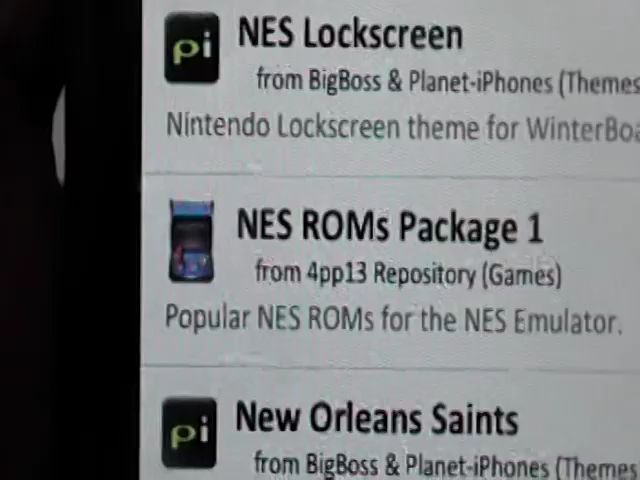 pi
NES Lockscreen
from BigBoss & Planet-iPhones (Themes
Nintendo Lockscreen theme for WinterBoa
NES ROMs Package 1
from 4pp13 Repository (Games)
Popular NES ROMs for the NES Emulator.
pi
New Orleans Saints
from BigBoss & Planet-iPhones (Themes